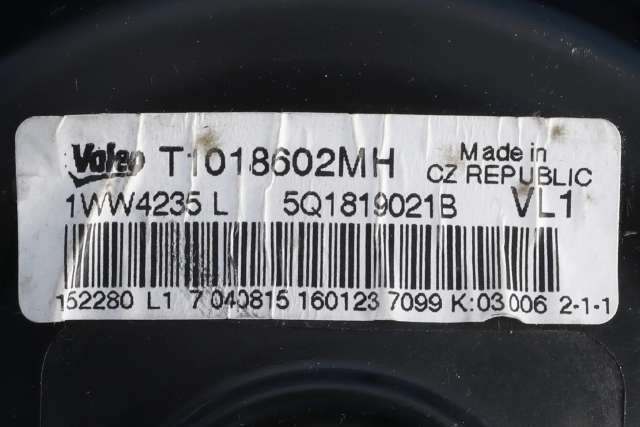 Valeo T1018602MH Made in
CZ REPUBLIC
1WW4235 L 5Q1819021B VL1
152280 L1 7 040815 160123 7099 K:03 006 2-1-1